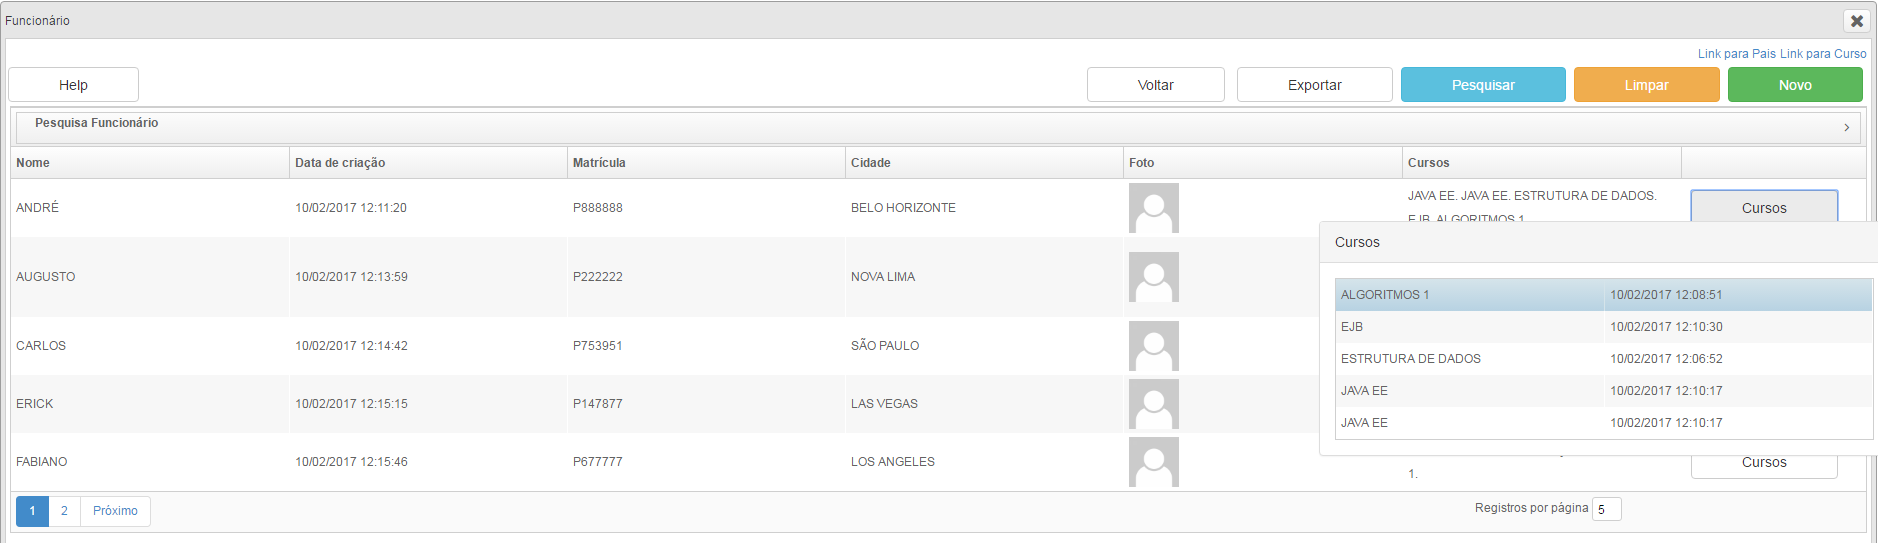 Funcionário
Link para Pais Link para Curso
Help Voltar Exportar Pesquisar Limpar Novo
Pesquisa Funcionário
Nome Data de criação Matrícula Cidade Foto Cursos
ANDRÉ 10/02/2017 12:11:20 P888888 BELO HORIZONTE JAVA EE. JAVA EE. ESTRUTURA DE DADOS. Cursos
EJB. ALGORITMOS 1.
Cursos
AUGUSTO 10/02/2017 12:13:59 P222222 NOVA LIMA
ALGORITMOS 1 10/02/2017 12:08:51
EJB 10/02/2017 12:10:30
CARLOS 10/02/2017 12:14:42 P753951 SÃO PAULO
ESTRUTURA DE DADOS 10/02/2017 12:06:52
JAVA EE 10/02/2017 12:10:17
ERICK 10/02/2017 12:15:15 P147877 LAS VEGAS
JAVA EE 10/02/2017 12:10:17
FABIANO 10/02/2017 12:15:46 P677777 LOS ANGELES Cursos
1.
1 2 Próximo Registros por página 5